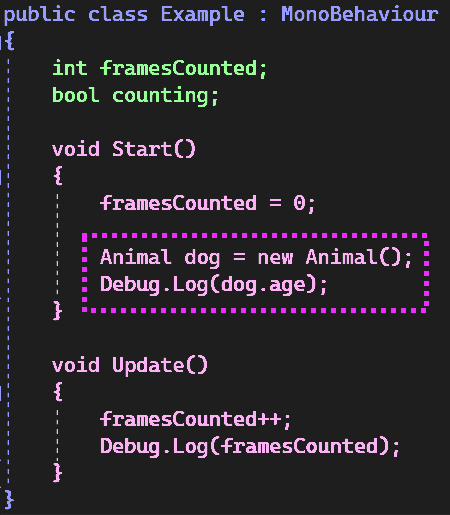 public class Example : MonoBehaviour
{
int framesCounted;
bool counting;
void Start()
{
framesCounted = 0;
Animal dog = new Animal();
Debug.Log(dog.age);
}
void Update()
{
framesCounted++;
Debug.Log(framesCounted);
}
}